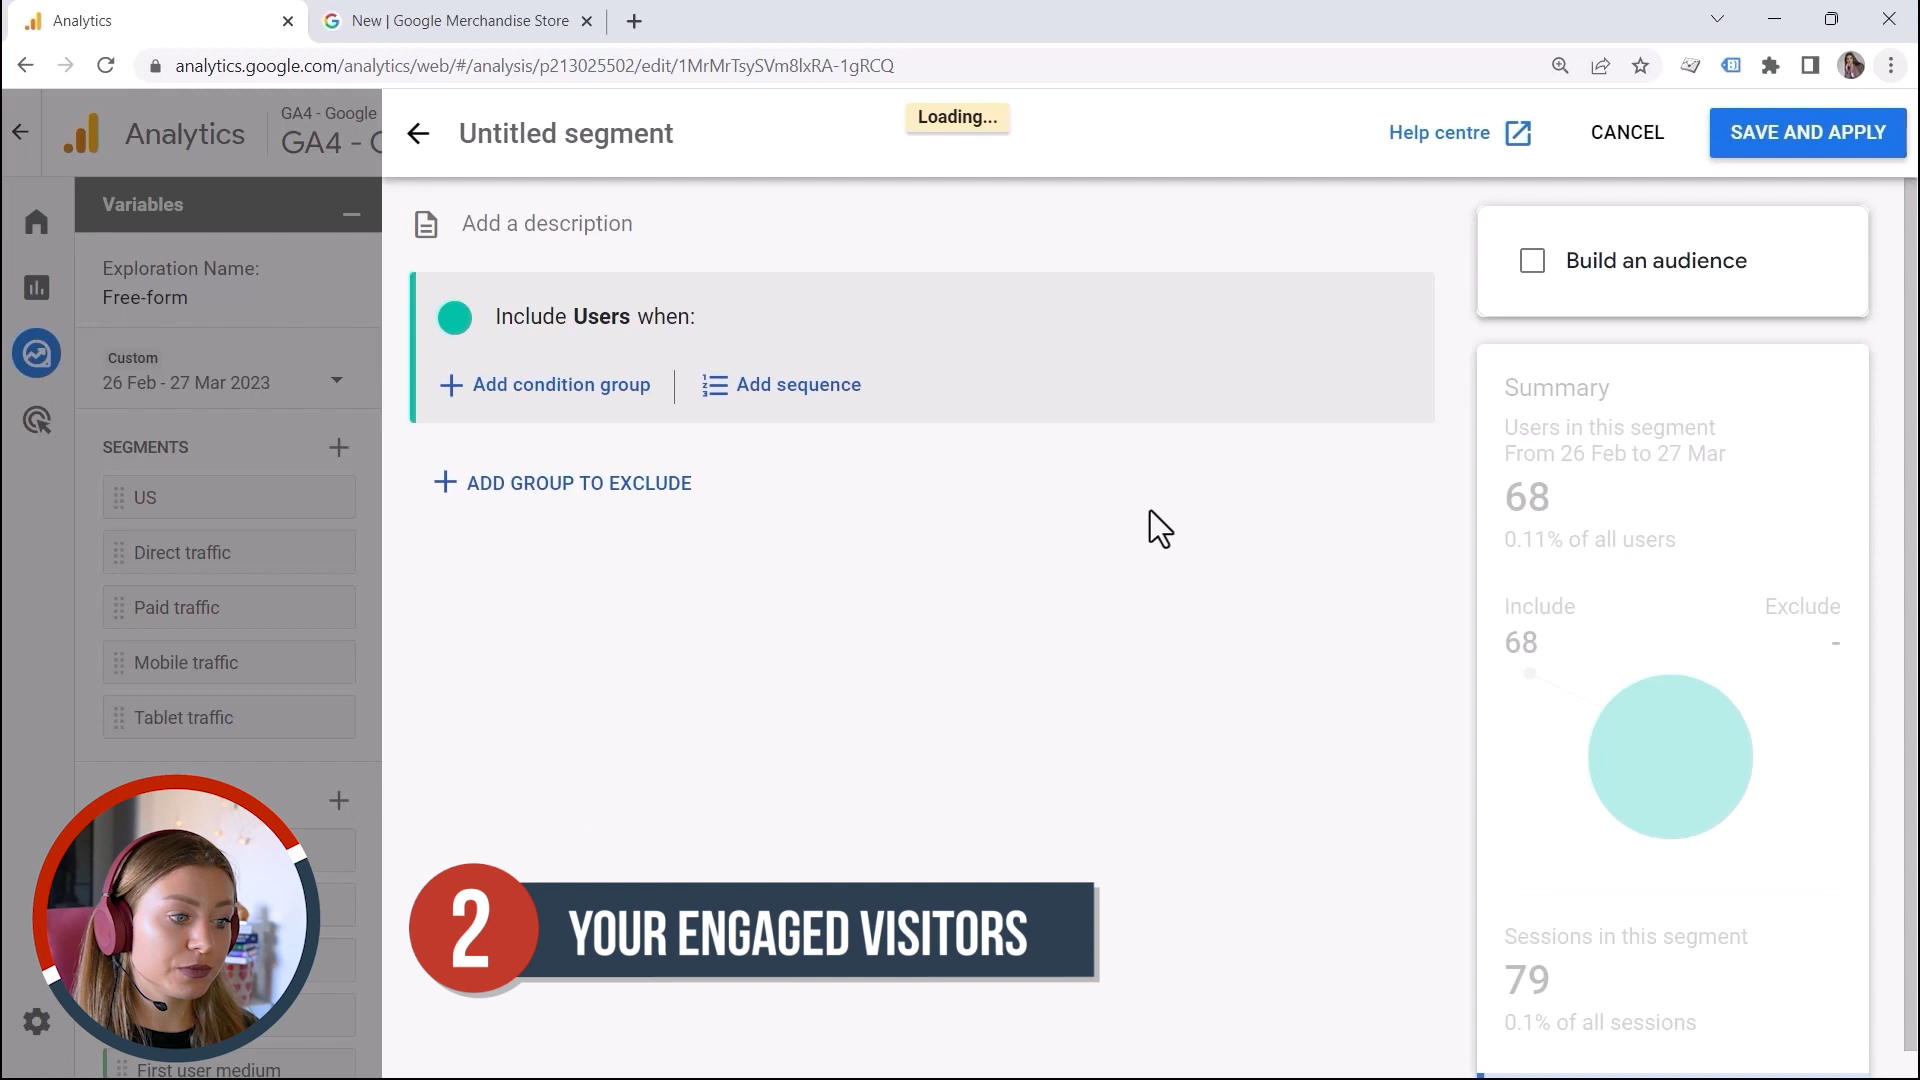 Analytics
New | Google Merchandise Store
analytics.google.com/analytics/web/#/analysis/p213025502/edit/1MrMrTsySVm8lxRA-1gRCQ
Analytics
GA4 - Google
GA4 - G
Untitled segment
Loading...
Help centre
CANCEL
SAVE AND APPLY
Variables
Exploration Name:
Free-form
Custom
26 Feb - 27 Mar 2023
SEGMENTS
US
Direct traffic
Paid traffic
Mobile traffic
Tablet traffic
First user medium
Add a description
Include Users when:
Add condition group
Add sequence
ADD GROUP TO EXCLUDE
2 YOUR ENGAGED VISITORS
Build an audience
Summary
Users in this segment
From 26 Feb to 27 Mar
68
0.11% of all users
Include Exclude
68 -
Sessions in this segment
79
0.1% of all sessions